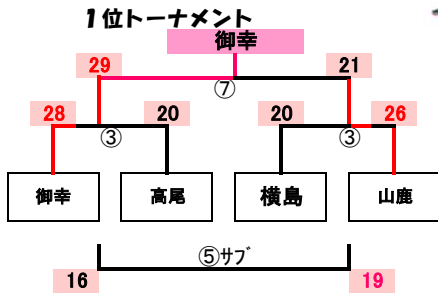 1位トーナメント
御幸
29 21
⑦
28 20 20 26
③ ③
御幸 高尾 横島 山鹿
⑤サブ
16 19